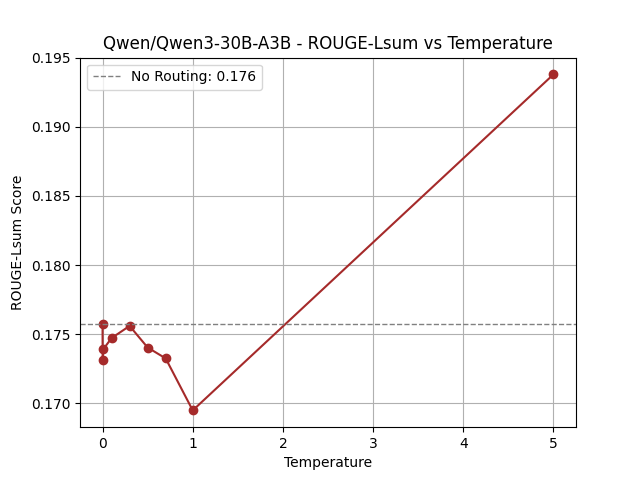 Qwen/Qwen3-30B-A3B - ROUGE-Lsum vs Temperature
No Routing: 0.176
ROUGE-Lsum Score
0.195
0.190
0.185
0.180
0.175
0.170
0 1 2 3 4 5
Temperature